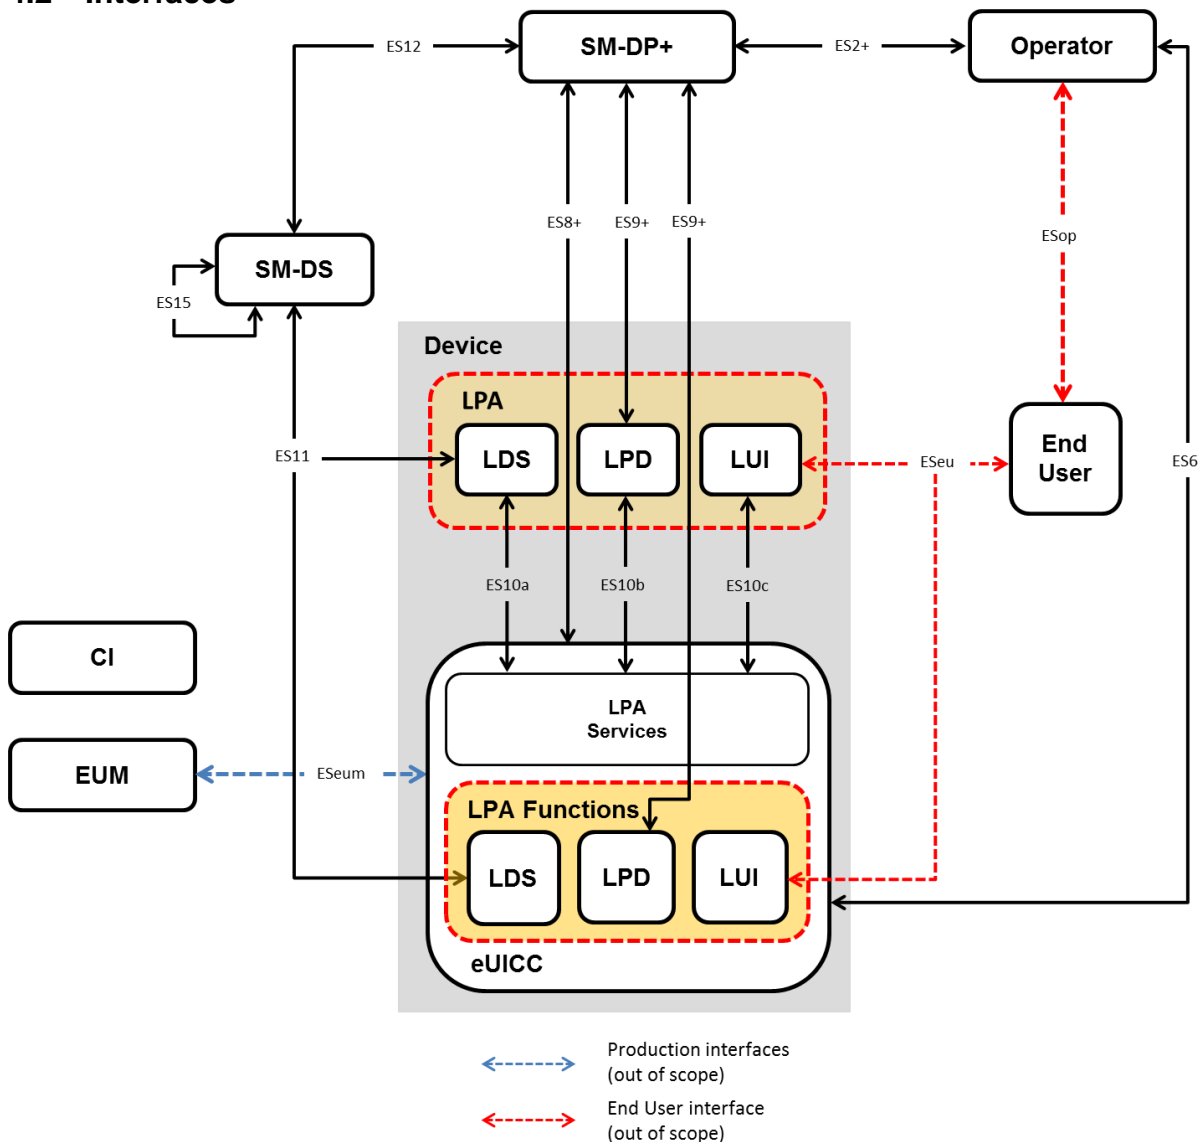 Interfaces
SM-DP+
Operator
ES12
ES2+
ES8+
ES9+
ES9+
ESop
SM-DS
ES15
Device
LPA
LDS
LPD
LUI
End
User
ES11
ESeu
ES6
ES10a
ES10b
ES10c
CI
LPA
Services
EUM
ESeum
LPA Functions
LDS
LPD
LUI
eUICC
Production interfaces
(out of scope)
End User interface
(out of scope)